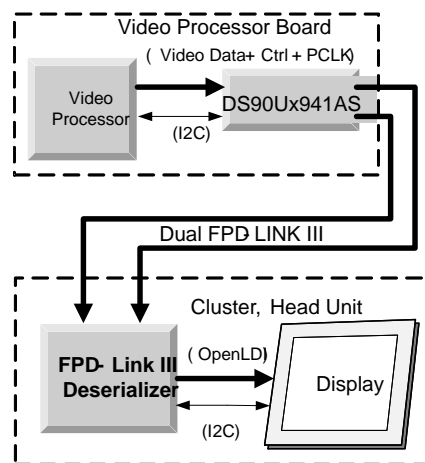 Video Processor Board
( Video Data+ Ctrl + PCLK)
Video
Processor
DS90Ux941AS
(I2C)
Dual FPD-LINK III
Cluster, Head Unit
FPD- Link III
Deserializer
( OpenLDI)
Display
(I2C)